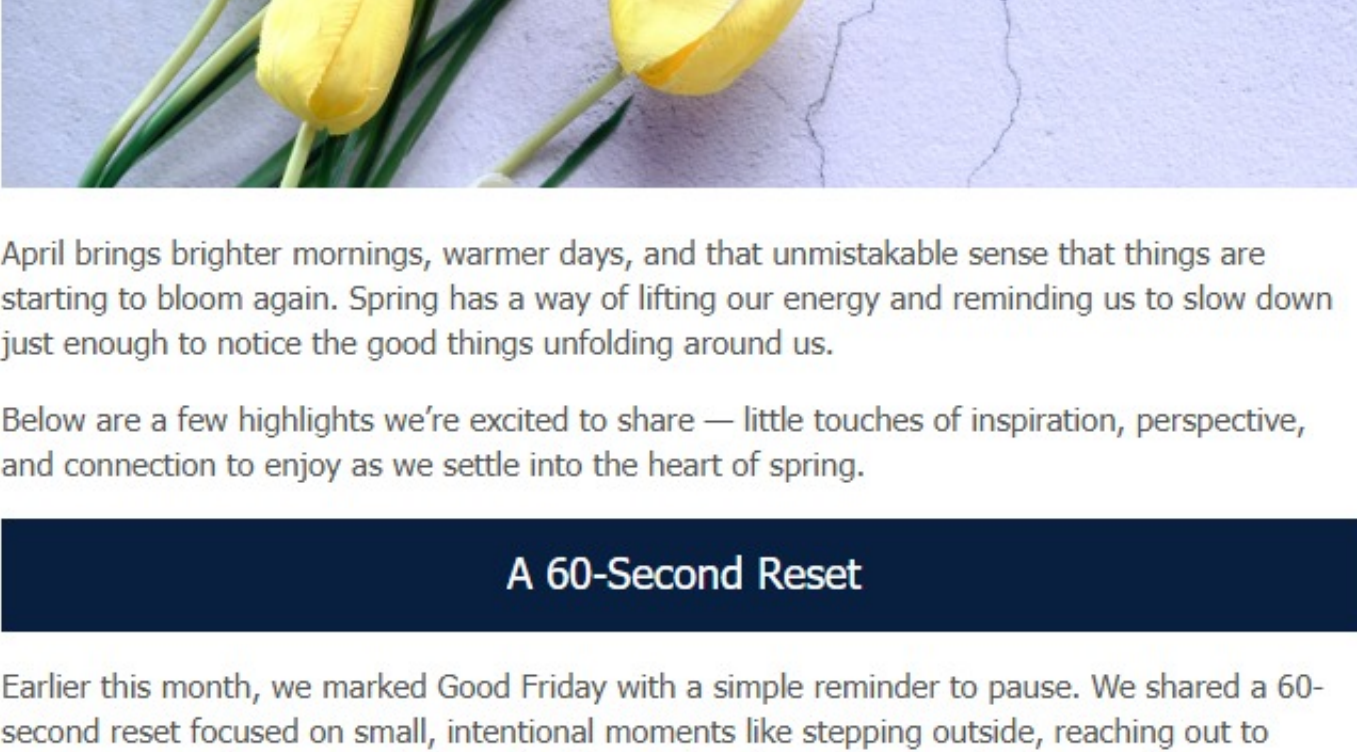 April brings brighter mornings, warmer days, and that unmistakable sense that things are
starting to bloom again. Spring has a way of lifting our energy and reminding us to slow down
just enough to notice the good things unfolding around us.
Below are a few highlights we’re excited to share — little touches of inspiration, perspective,
and connection to enjoy as we settle into the heart of spring.
A 60-Second Reset
Earlier this month, we marked Good Friday with a simple reminder to pause. We shared a 60-
second reset focused on small, intentional moments like stepping outside, reaching out to